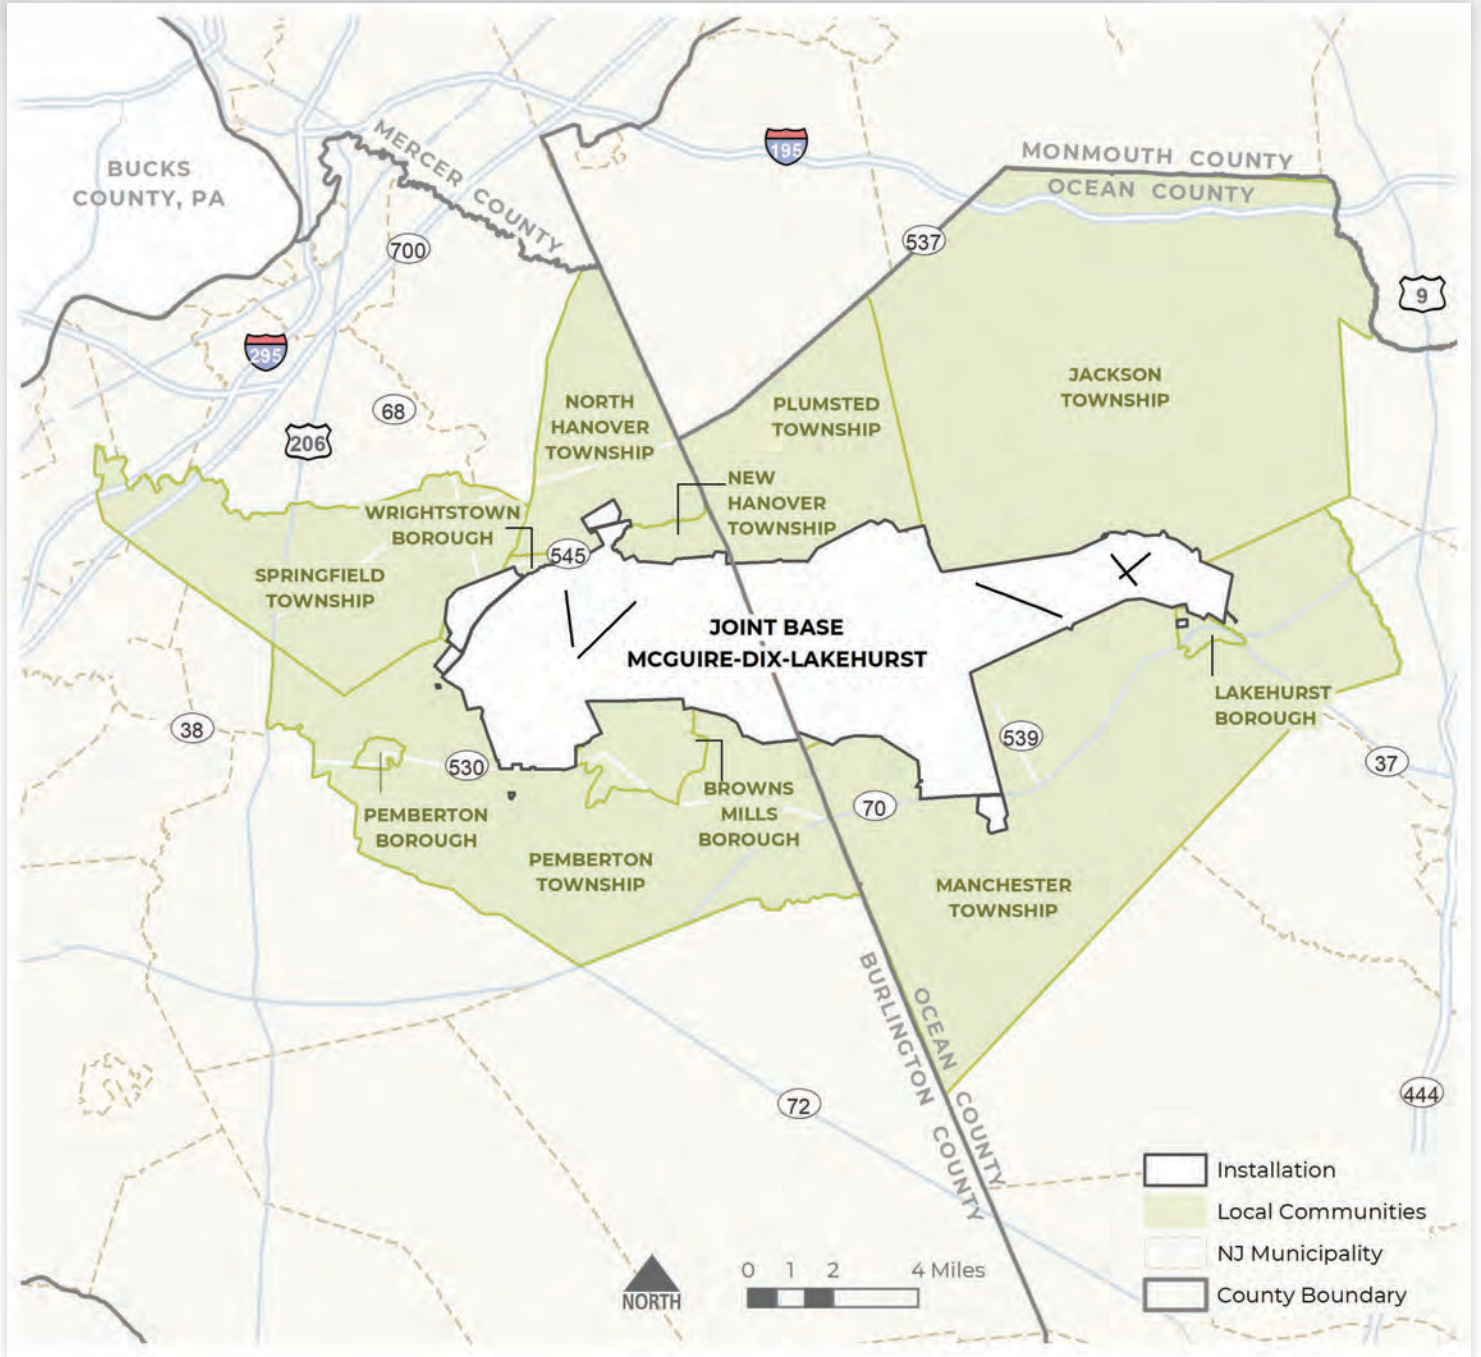 BUCKS
COUNTY, PA
MERCER COUNTY
195
MONMOUTH COUNTY
OCEAN COUNTY
700
537
9
295
68
206
NORTH
HANOVER
TOWNSHIP
PLUMSTED
TOWNSHIP
JACKSON
TOWNSHIP
NEW
HANOVER
TOWNSHIP
WRIGHTSTOWN
BOROUGH
545
SPRINGFIELD
TOWNSHIP
JOINT BASE
MCGUIRE-DIX-LAKEHURST
LAKEHURST
BOROUGH
38
530
539
37
PEMBERTON
BOROUGH
BROWNS
MILLS
BOROUGH
70
PEMBERTON
TOWNSHIP
MANCHESTER
TOWNSHIP
OCEAN COUNTY
BURLINGTON COUNTY
72
444
Installation
Local Communities
NJ Municipality
County Boundary
NORTH
0 1 2 4 Miles